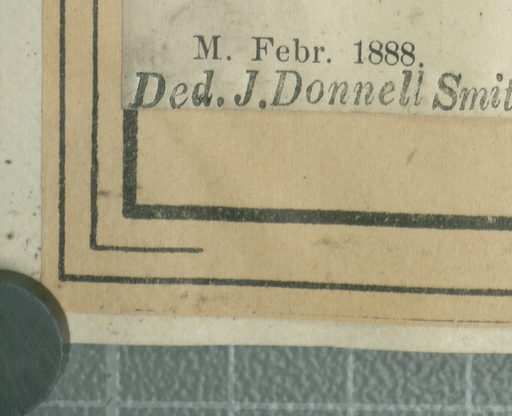 M. Febr. 1888.
Ded. J. Donnell Smit